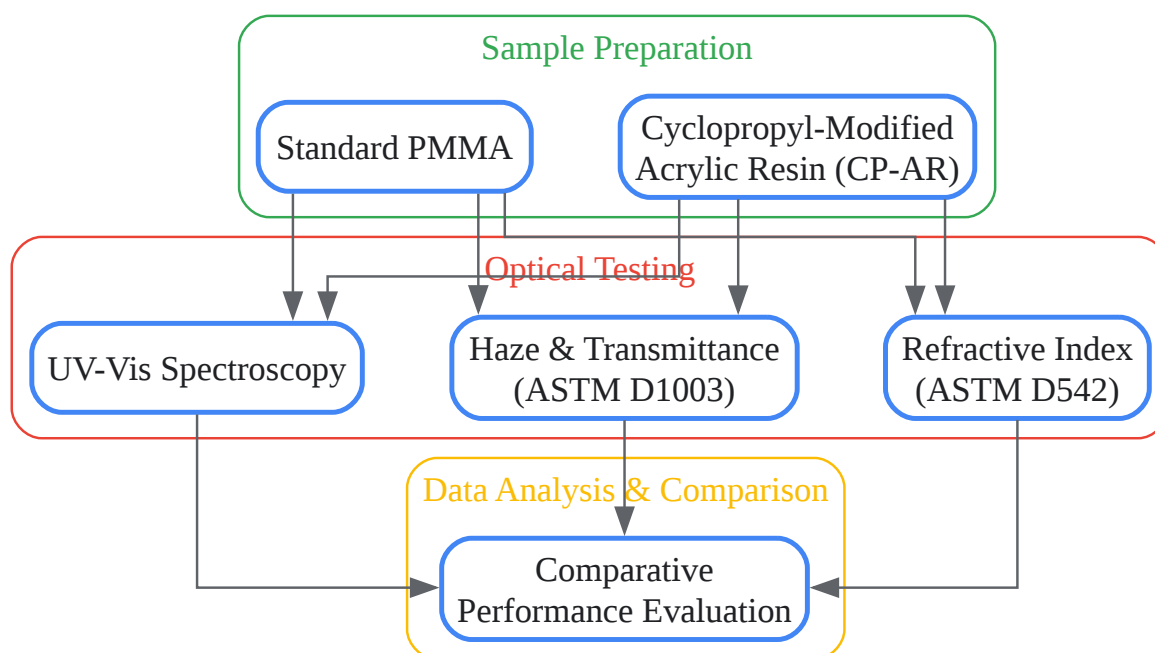 Sample Preparation
Standard PMMA
Cyclopropyl-Modified
Acrylic Resin (CP-AR)
Optical Testing
UV-Vis Spectroscopy
Haze & Transmittance
(ASTM D1003)
Refractive Index
(ASTM D542)
Data Analysis & Comparison
Comparative
Performance Evaluation